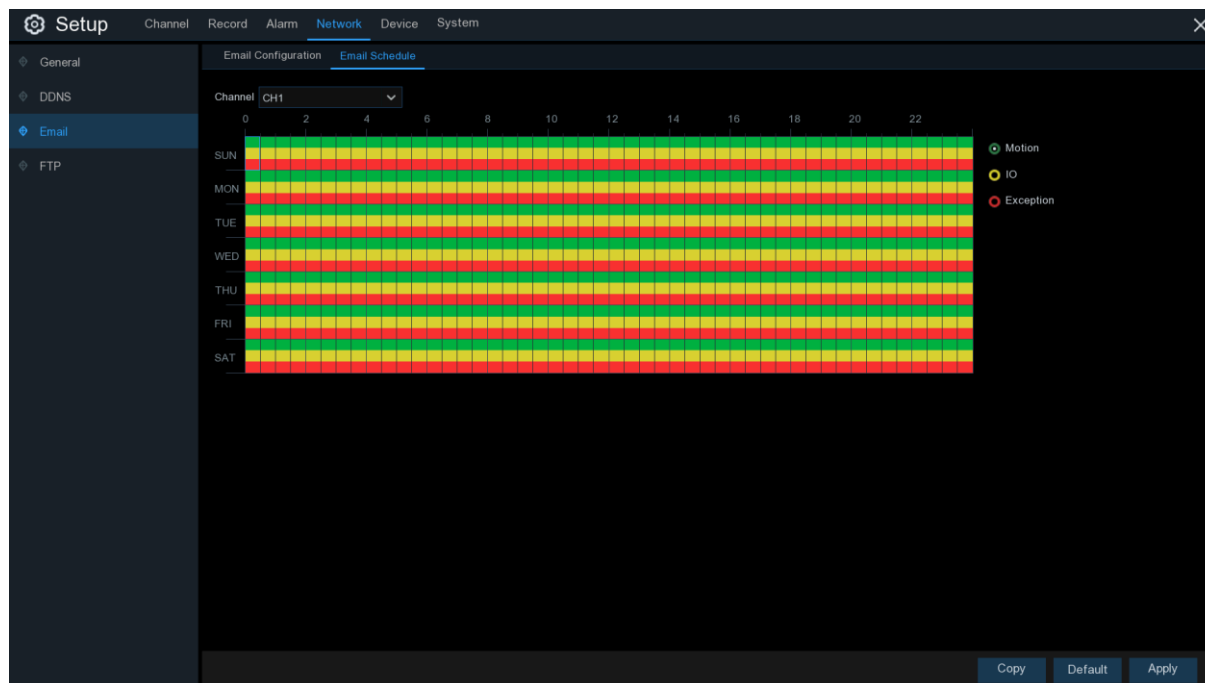 Setup Channel Record Alarm Network Device System
General
DDNS
Email
FTP
Email Configuration Email Schedule
Channel CH1
0 2 4 6 8 10 12 14 16 18 20 22
SUN
MON
TUE
WED
THU
FRI
SAT
Motion
IO
Exception
Copy Default Apply